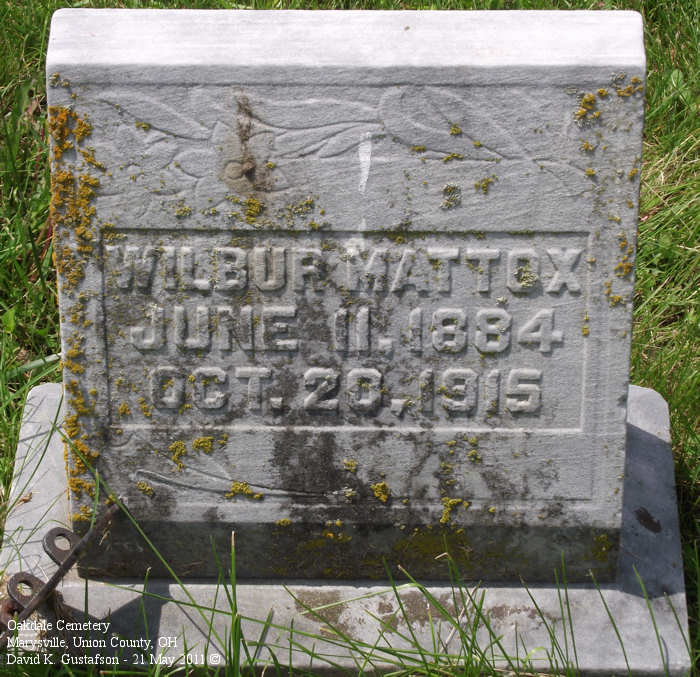 WILBUR MATTOX
JUNE 11, 1884
OCT. 20, 1915
Oakdale Cemetery
Marysville, Union County, OH
David K. Gustafson - 21 May 2011 ©